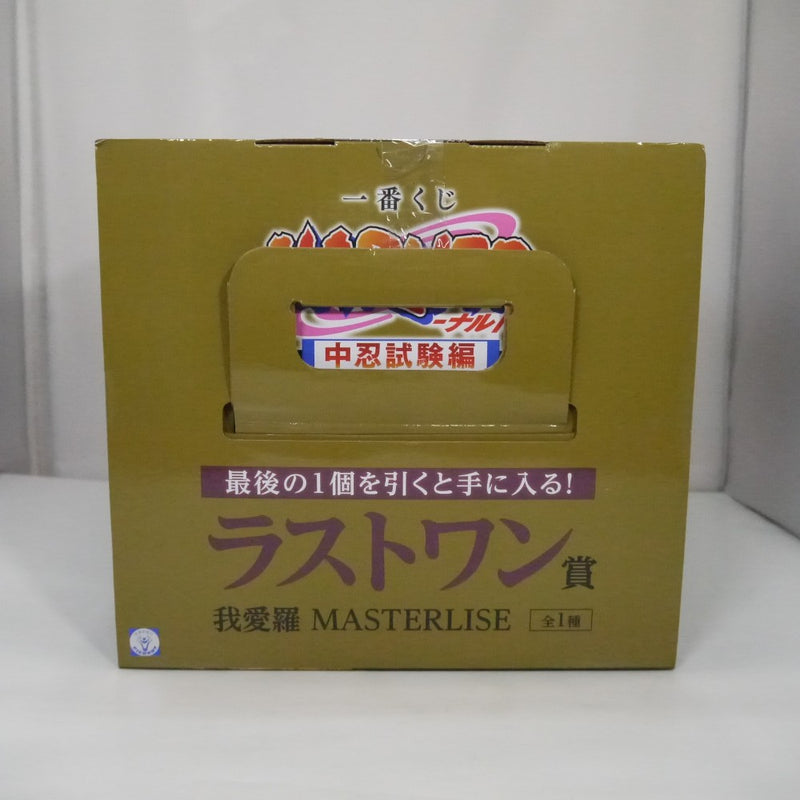 一番くじ
ーナル
中忍試験編
最後の1個を引くと手に入る!
ラストワン賞
我愛羅 MASTERLISE 全1種